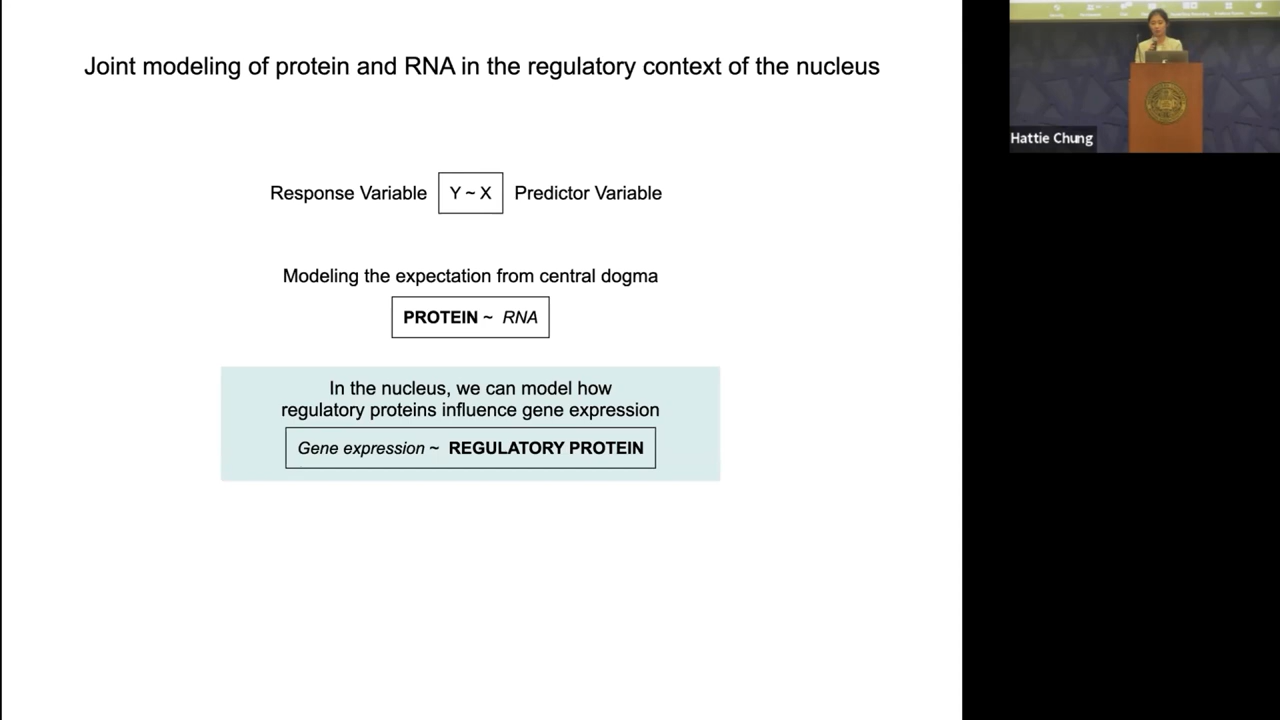 Joint modeling of protein and RNA in the regulatory context of the nucleus
Response Variable Y ~ X Predictor Variable
Modeling the expectation from central dogma
PROTEIN ~ RNA
In the nucleus, we can model how
regulatory proteins influence gene expression
Gene expression ~ REGULATORY PROTEIN
Hattie Chung